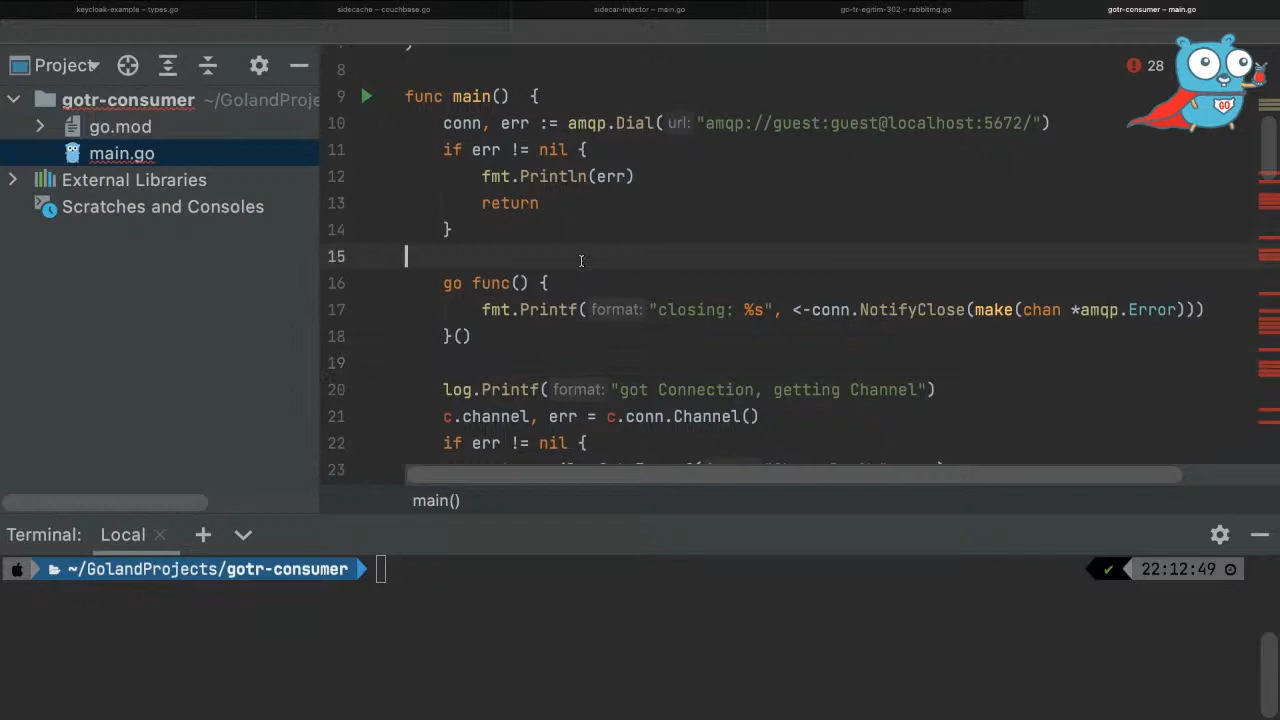 keycloak-example – types.go
sidecache – couchbase.go
sidecar-injector – main.go
go-tr-egitim-302 – rabbitmq.go
gotr-consumer – main.go
Project
28
GO
gotr-consumer ~/GolandProje
go.mod
main.go
External Libraries
Scratches and Consoles
8
9 func main() {
10 conn, err := amqp.Dial( url: "amqp://guest:guest@localhost:5672/")
11 if err != nil {
12 fmt.Println(err)
13 return
14 }
15
16 go func() {
17 fmt.Printf( format: "closing: %s", <-conn.NotifyClose(make(chan *amqp.Error)))
18 }()
19
20 log.Printf( format: "got Connection, getting Channel")
21 c.channel, err = c.conn.Channel()
22 if err != nil {
23
main()
Terminal: Local × +
~/GolandProjects/gotr-consumer
✔ 22:12:49